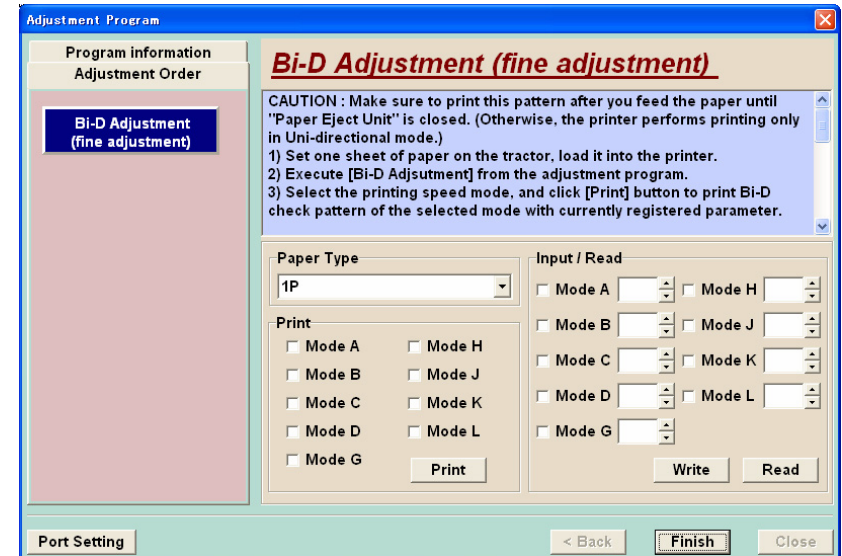 Adjustment Program
Program information
Adjustment Order
Bi-D Adjustment
(fine adjustment)
Bi-D Adjustment (fine adjustment)
CAUTION : Make sure to print this pattern after you feed the paper until
"Paper Eject Unit" is closed. (Otherwise, the printer performs printing only
in Uni-directional mode.)
1) Set one sheet of paper on the tractor, load it into the printer.
2) Execute [Bi-D Adjsutment] from the adjustment program.
3) Select the printing speed mode, and click [Print] button to print Bi-D
check pattern of the selected mode with currently registered parameter.
Paper Type
1P
Print
Mode A
Mode H
Mode B
Mode J
Mode C
Mode K
Mode D
Mode L
Mode G
Print
Input / Read
Mode A
Mode H
Mode B
Mode J
Mode C
Mode K
Mode D
Mode L
Mode G
Write
Read
Port Setting
< Back
Finish
Close